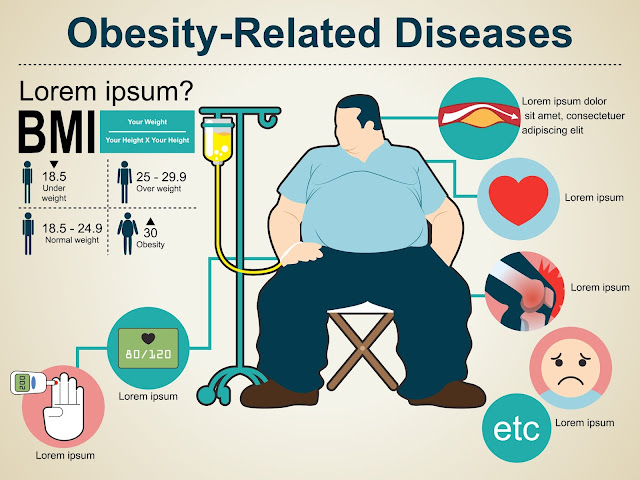 Obesity-Related Diseases
Lorem ipsum?
BMI
Your Weight
Your Height X Your Height
18.5
Under
weight
25 - 29.9
Over weight
18.5 - 24.9
Normal weight
30
Obesity
Lorem ipsum dolor
sit amet, consectetuer
adipiscing elit
Lorem ipsum
Lorem ipsum
80/120
Lorem ipsum
200
Lorem ipsum
etc
Lorem ipsum